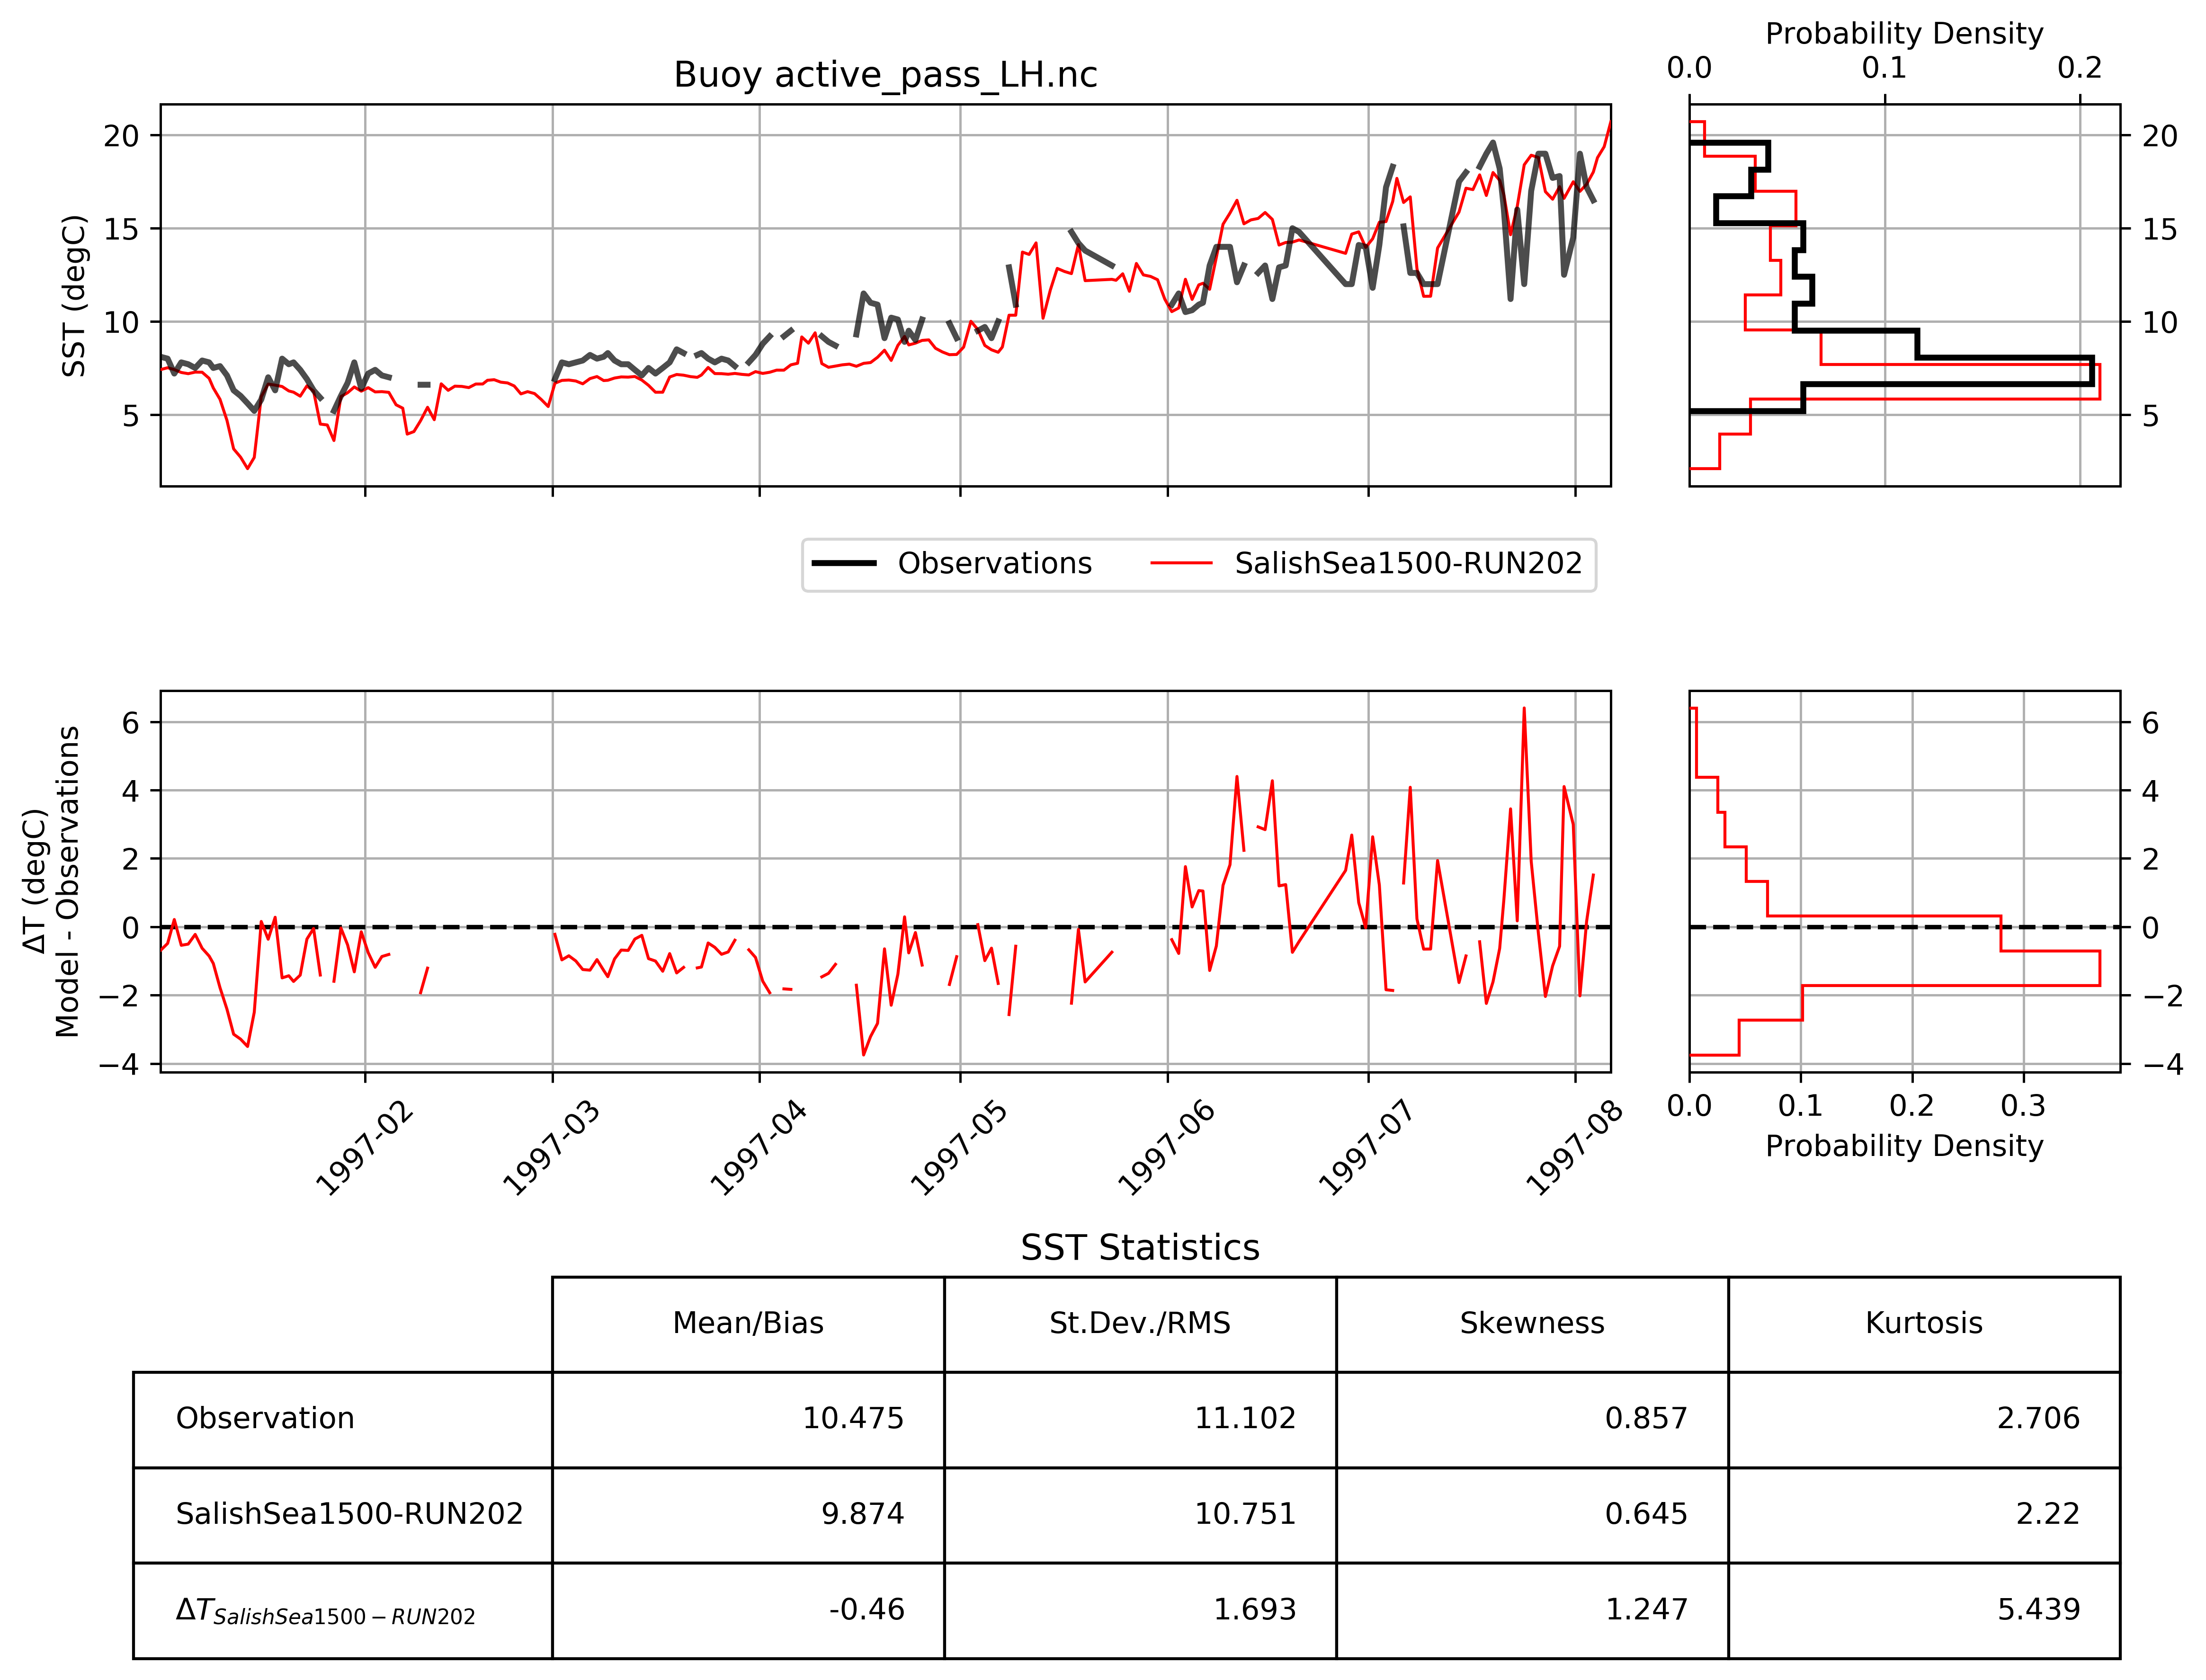 Probability Density
0.0 0.1 0.2
Buoy active_pass_LH.nc
SST (degC)
20
15
10
5
20
15
10
5
Observations SalishSea1500-RUN202
ΔT (degC)
Model - Observations
6
4
2
0
−2
−4
6
4
2
0
−2
−4
1997-02 1997-03 1997-04 1997-05 1997-06 1997-07 1997-08
0.0 0.1 0.2 0.3
Probability Density
SST Statistics
Mean/Bias St.Dev./RMS Skewness Kurtosis
Observation 10.475 11.102 0.857 2.706
SalishSea1500-RUN202 9.874 10.751 0.645 2.22
ΔT SalishSea1500−RUN202 -0.46 1.693 1.247 5.439